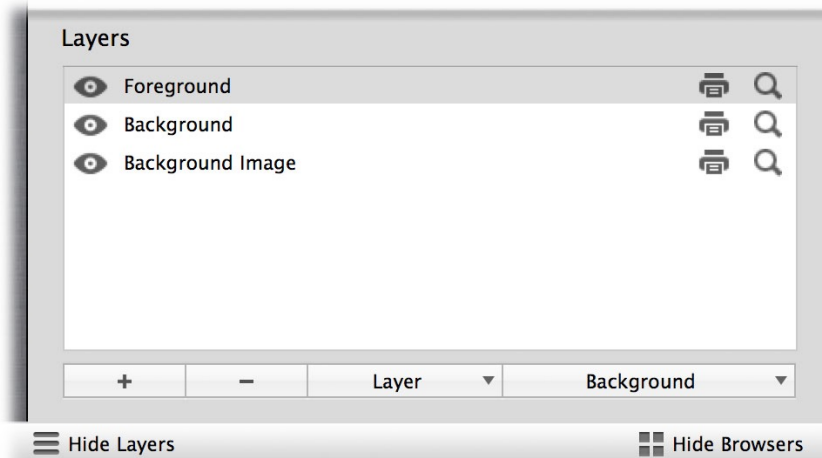 Layers
Foreground
Background
Background Image
+ − Layer Background
Hide Layers Hide Browsers